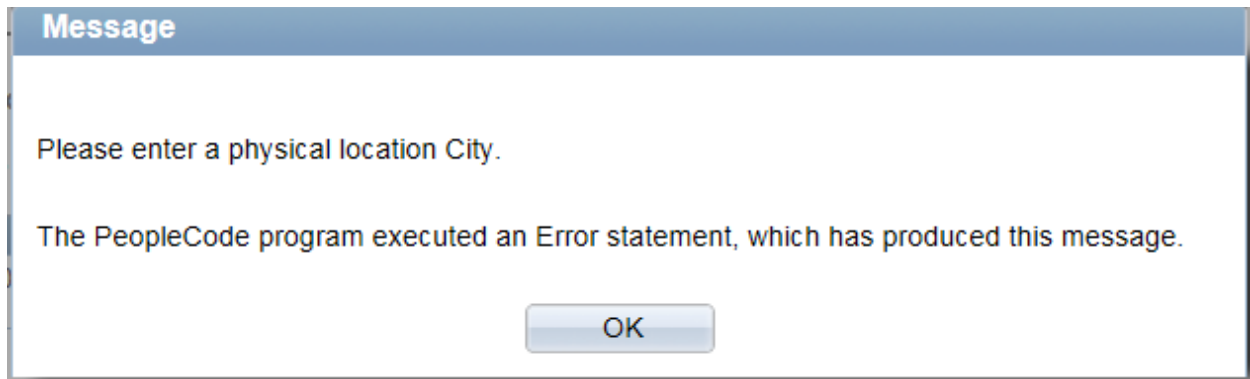 Message
Please enter a physical location City.
The PeopleCode program executed an Error statement, which has produced this message.
OK